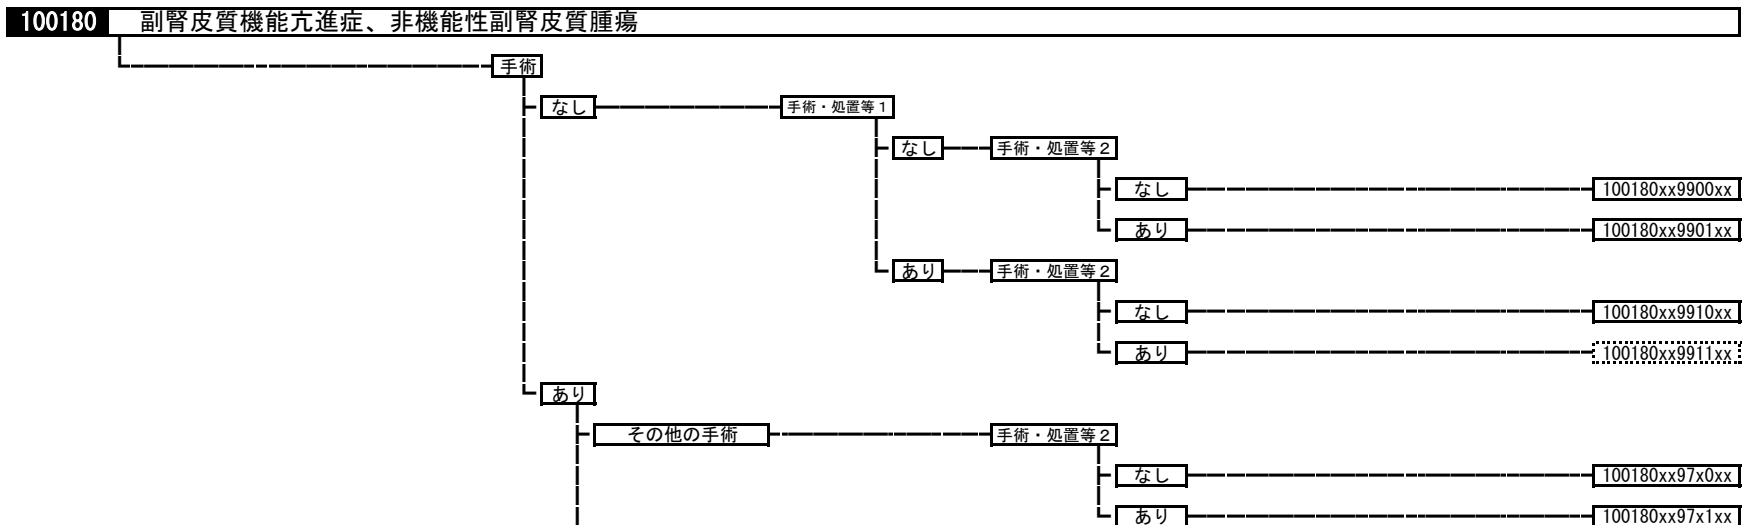 100180 副腎皮質機能亢進症、非機能性副腎皮質腫瘍
手術
なし 手術・処置等1
なし 手術・処置等2
なし 100180xx9900xx
あり 100180xx9901xx
あり 手術・処置等2
なし 100180xx9910xx
あり 100180xx9911xx
あり
その他の手術 手術・処置等2
なし 100180xx97x0xx
あり 100180xx97x1xx